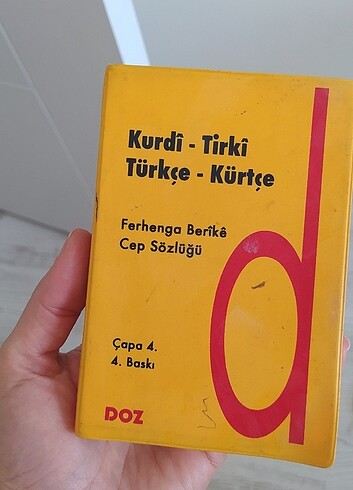 Kurdî - Tirkî
Türkçe - Kürtçe
Ferhenga Berîkê
Cep Sözlüğü
Çapa 4.
4. Baskı
DOZ
d